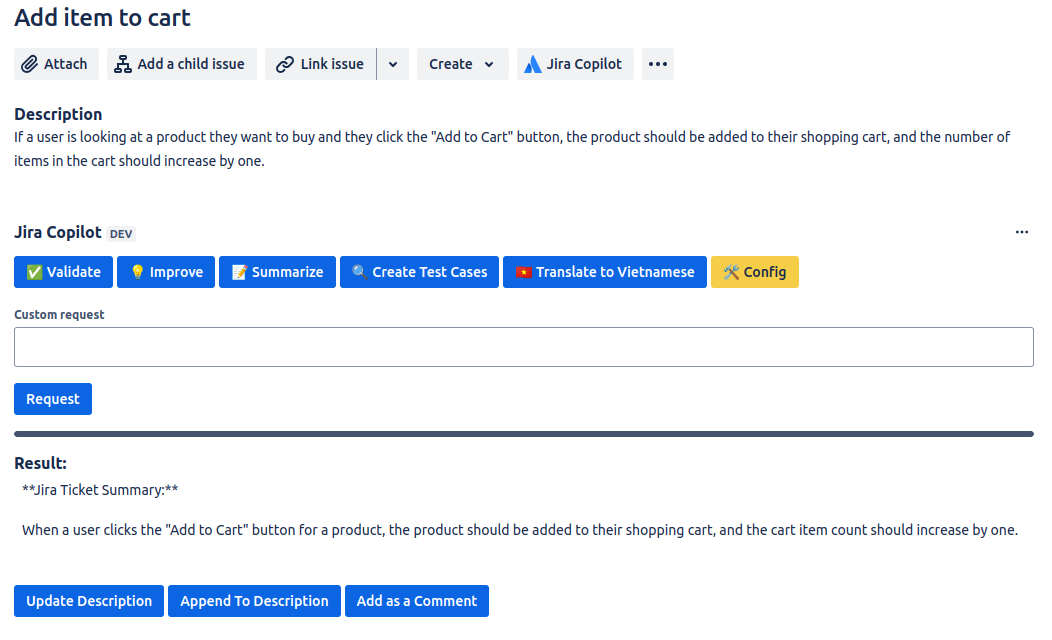 Add item to cart
Attach Add a child issue Link issue Create Jira Copilot
Description
If a user is looking at a product they want to buy and they click the "Add to Cart" button, the product should be added to their shopping cart, and the number of
items in the cart should increase by one.
Jira Copilot DEV
Validate Improve Summarize Create Test Cases Translate to Vietnamese Config
Custom request
Request
Result:
**Jira Ticket Summary:**
When a user clicks the "Add to Cart" button for a product, the product should be added to their shopping cart, and the cart item count should increase by one.
Update Description Append To Description Add as a Comment